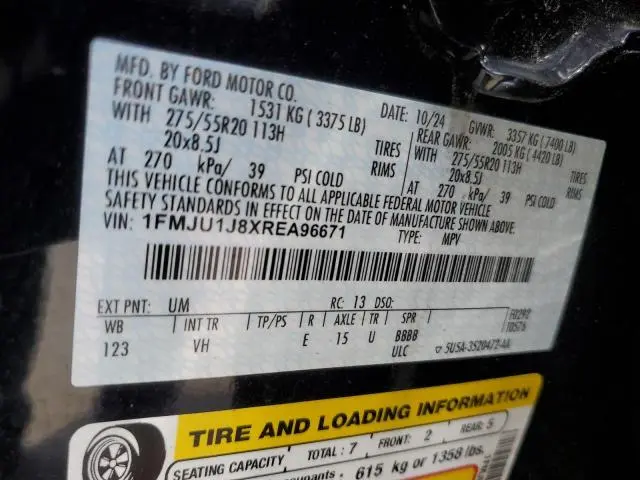 MFD. BY FORD MOTOR CO.
DATE: 10/24 GVWR: 3357 KG (7400 LB)
FRONT GAWR: 1531 KG (3375 LB) REAR GAWR: 2005 KG (4420 LB)
WITH 275/55R20 113H TIRES WITH 275/55R20 113H TIRES
20x8.5J RIMS 20x8.5J RIMS
AT 270 kPa/ 39 PSI COLD AT 270 kPa/ 39 PSI COLD
THIS VEHICLE CONFORMS TO ALL APPLICABLE FEDERAL MOTOR VEHICLE
SAFETY STANDARDS IN EFFECT ON THE DATE OF MANUFACTURE SHOWN ABOVE.
VIN: 1FMJU1J8XREA96671 TYPE: MPV
EXT PNT: UM RC: 13 DSO:
WB INT TR TP/PS R AXLE TR SPR
123 VH E 15 U BBBB
ULC
5U5A-3520472-AA
TIRE AND LOADING INFORMATION
SEATING CAPACITY TOTAL: 7 FRONT: 2 REAR: 5
615 kg or 1358 lbs.